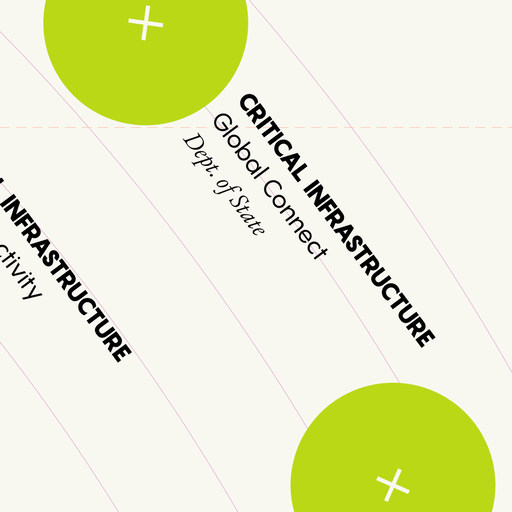 CRITICAL INFRASTRUCTURE
Global Connect
Dept. of State
INFRASTRUCTURE
ctivity